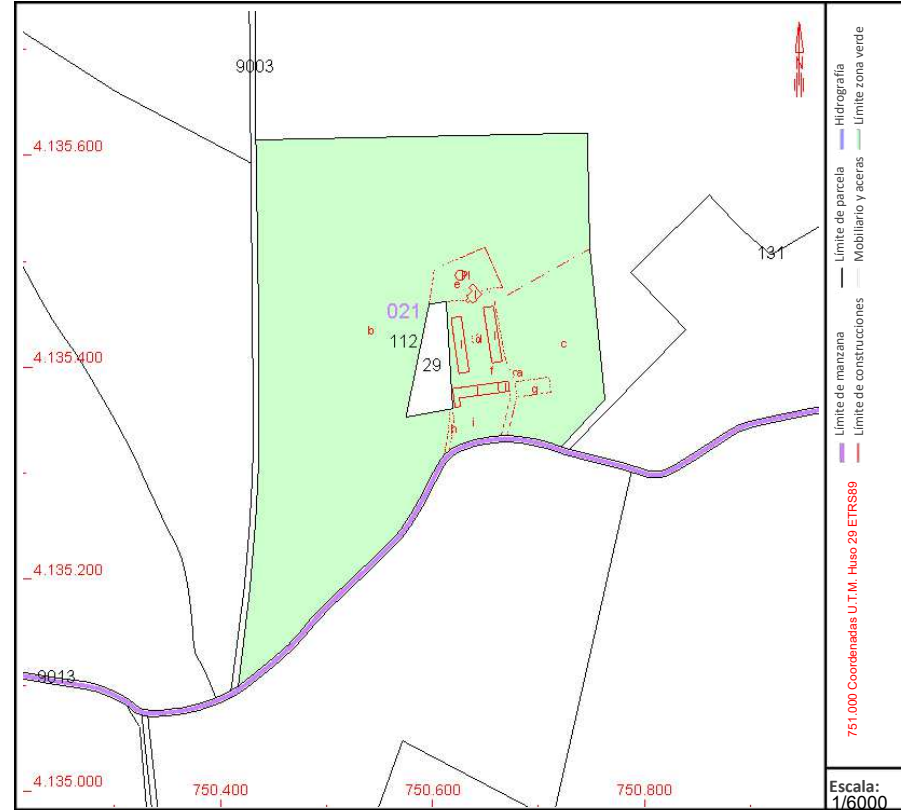 9003
4.135.600
131
Pl
e
021
b
112
29
c
4.135.400
f
g
i
h
4.135.200
9013
4.135.000
750.400
750.600
750.800
Hidrografía
Límite zona verde
Límite de parcela
Mobiliario y aceras
Límite de manzana
Límite de construcciones
751.000 Coordenadas U.T.M. Huso 29 ETRS89
Escala:
1/6000